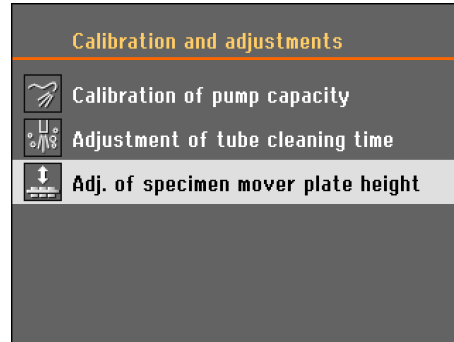 Calibration and adjustments
Calibration of pump capacity
Adjustment of tube cleaning time
Adj. of specimen mover plate height